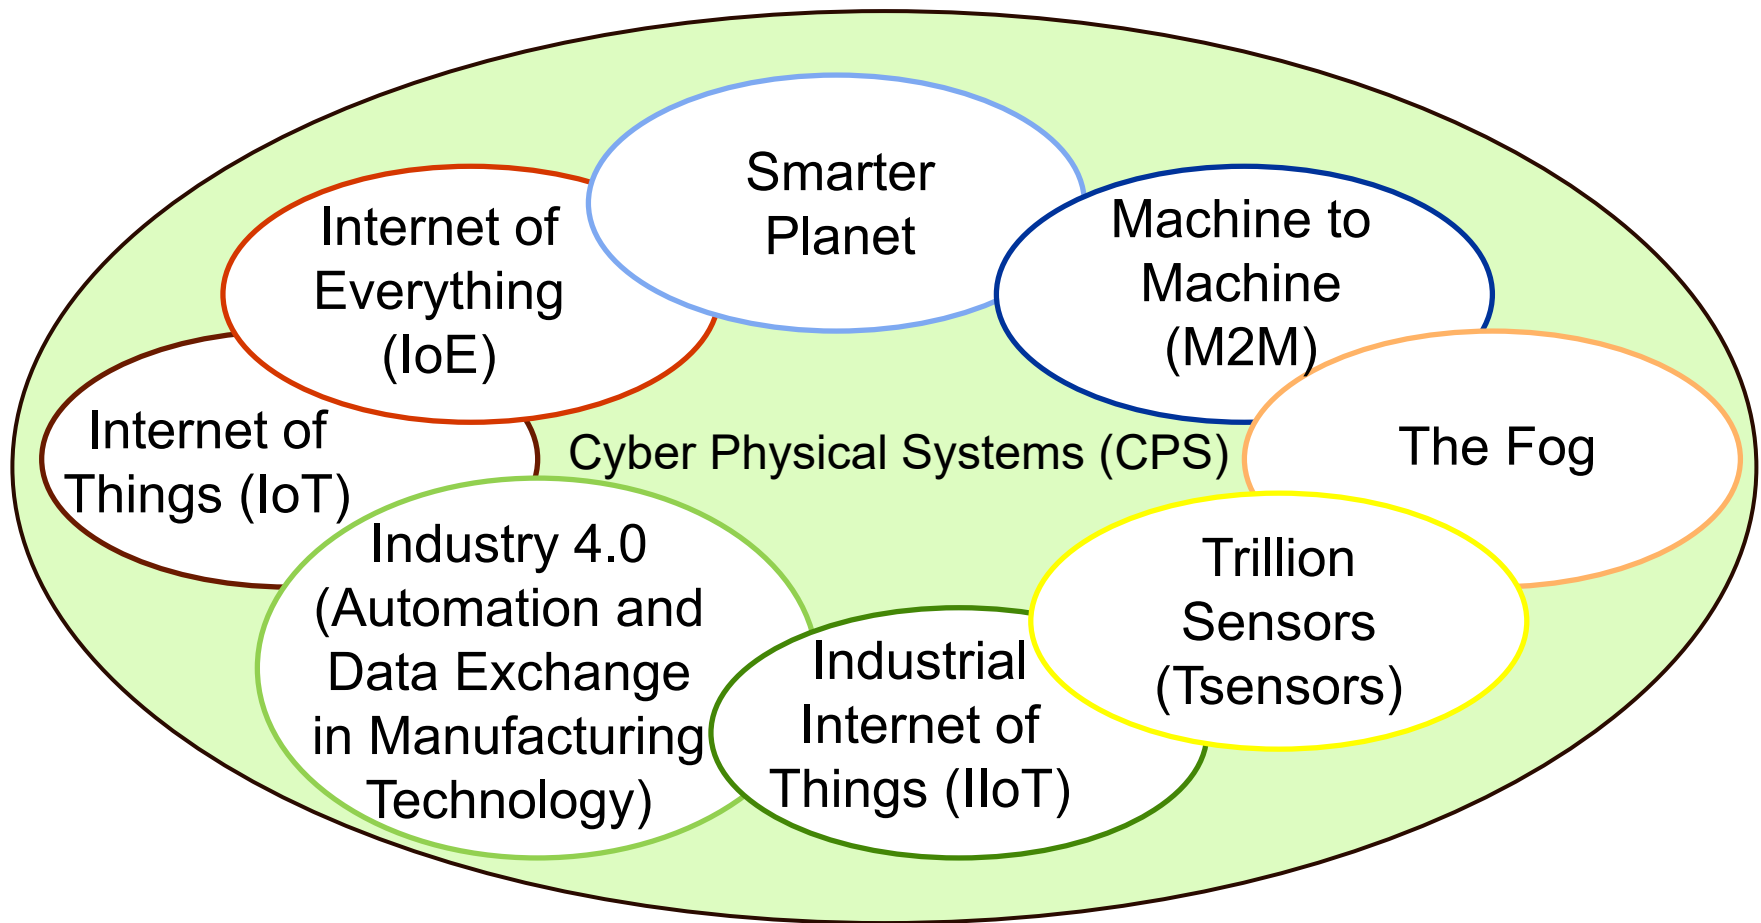 Smarter
Planet
Internet of
Everything
(IoE)
Machine to
Machine
(M2M)
Internet of
Things (IoT)
Cyber Physical Systems (CPS)
The Fog
Industry 4.0
(Automation and
Data Exchange
in Manufacturing
Technology)
Industrial
Internet of
Things (IIoT)
Trillion
Sensors
(Tsensors)